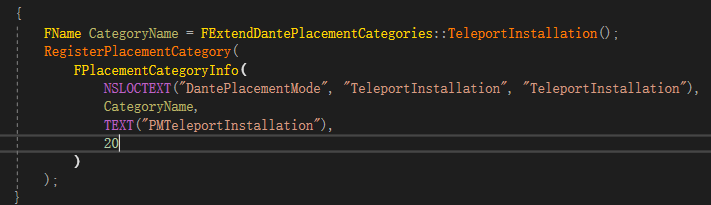 {
FName CategoryName = FExtendDantePlacementCategories::TeleportInstallation();
RegisterPlacementCategory(
FPlacementCategoryInfo(
NSLOCTEXT("DantePlacementMode", "TeleportInstallation", "TeleportInstallation"),
CategoryName,
TEXT("PMTeleportInstallation"),
20
)
);
}